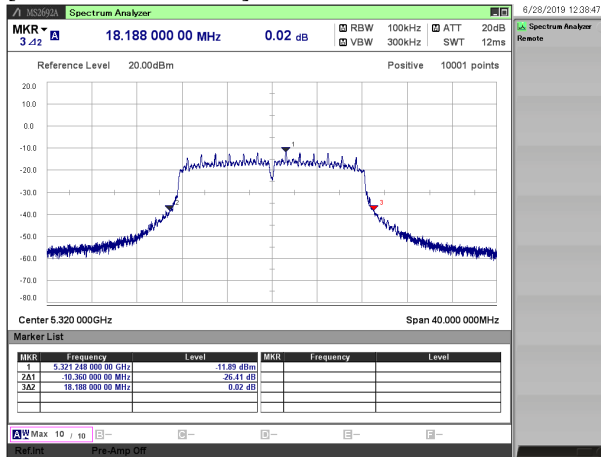 MS2692A Spectrum Analyzer
6/28/2019 12:38:47
MKR A 18.188 000 00 MHz 0.02 dB
3 Δ2
M RBW 100kHz M ATT 20dB
M VBW 300kHz SWT 12ms
Spectrum Analyzer
Remote
Reference Level 20.00dBm Positive 10001 points
20.0
10.0
0.0
-10.0
-20.0
-30.0
-40.0
-50.0
-60.0
-70.0
-80.0
1
2
3
Center 5.320 000GHz Span 40.000 000MHz
Marker List
MKR Frequency Level MKR Frequency Level
1 5.321 248 000 00 GHz -11.89 dBm
2Δ1 -10.360 000 00 MHz -26.41 dB
3Δ2 18.188 000 00 MHz 0.02 dB
A W Max 10 / 10 B— C— D— E— F—
Ref.Int Pre-Amp Off